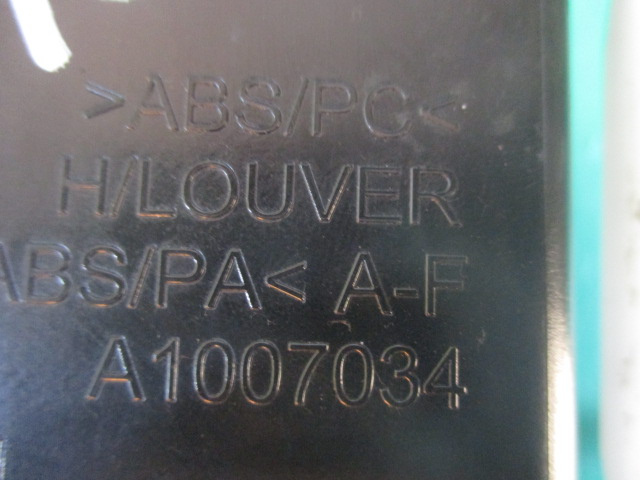 >ABS/PC<
H/LOUVER
ABS/PA< A-F
A1007034